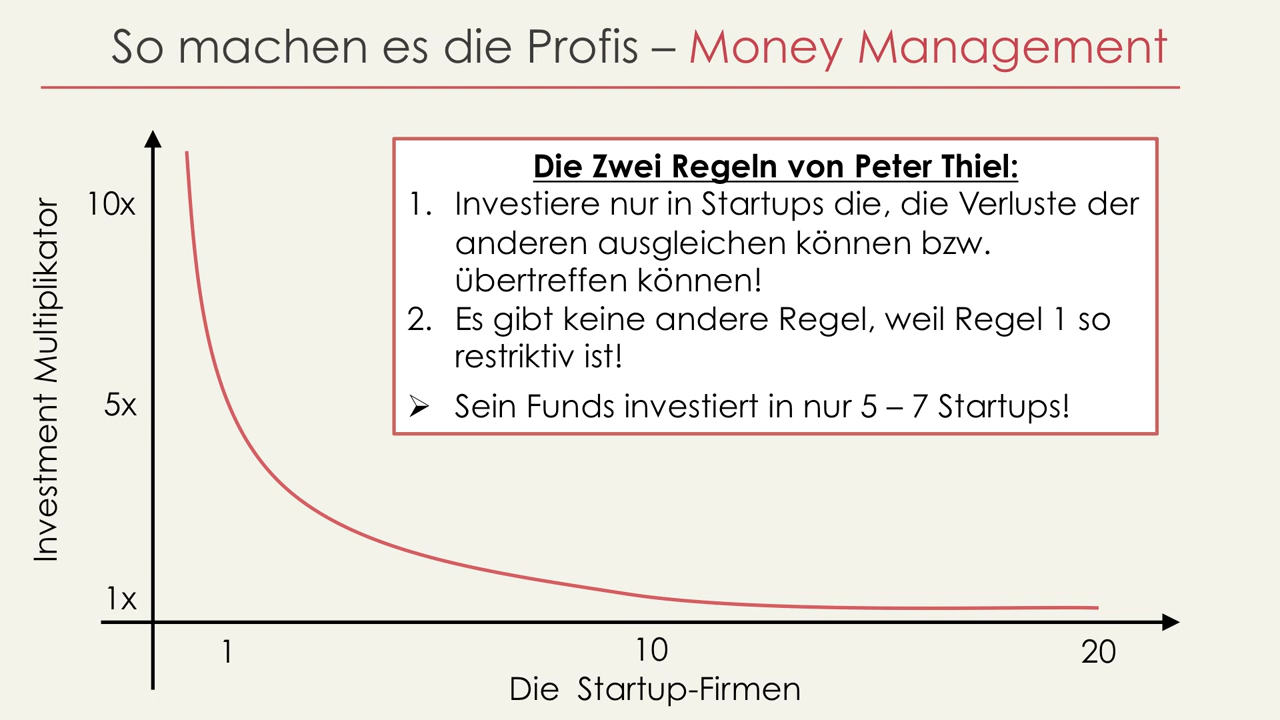 So machen es die Profis – Money Management
Investment Multiplikator
10x
5x
1x
Die Zwei Regeln von Peter Thiel:
1. Investiere nur in Startups die, die Verluste der
anderen ausgleichen können bzw.
übertreffen können!
2. Es gibt keine andere Regel, weil Regel 1 so
restriktiv ist!
➢ Sein Funds investiert in nur 5 – 7 Startups!
1
10
20
Die Startup-Firmen